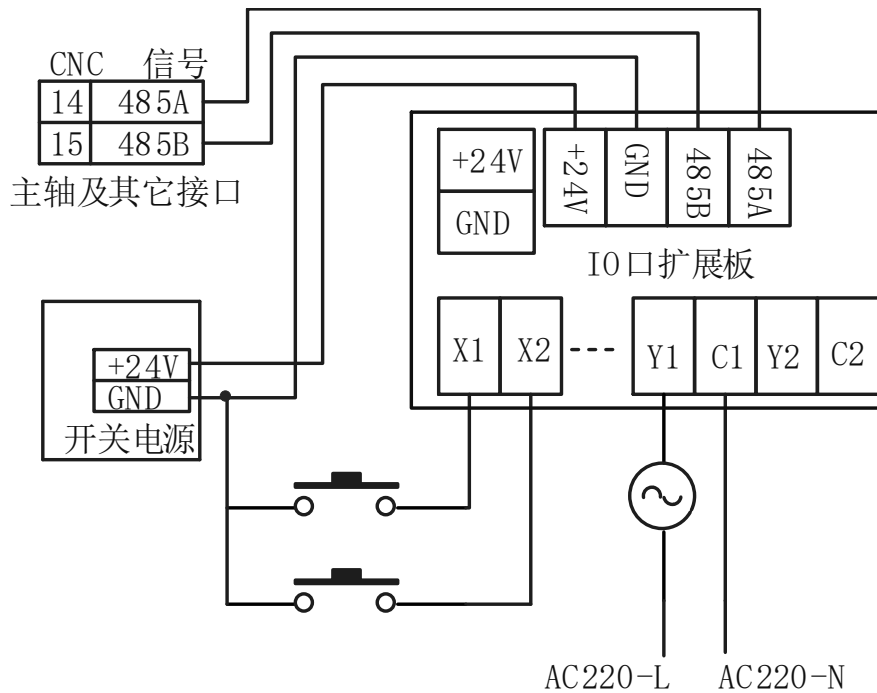 CNC 信号
14 485A
15 485B
主轴及其它接口
+24V
GND
+24V GND 485B 485A
IO口扩展板
X1 X2 --- Y1 C1 Y2 C2
+24V
GND
开关电源
AC220-L AC220-N